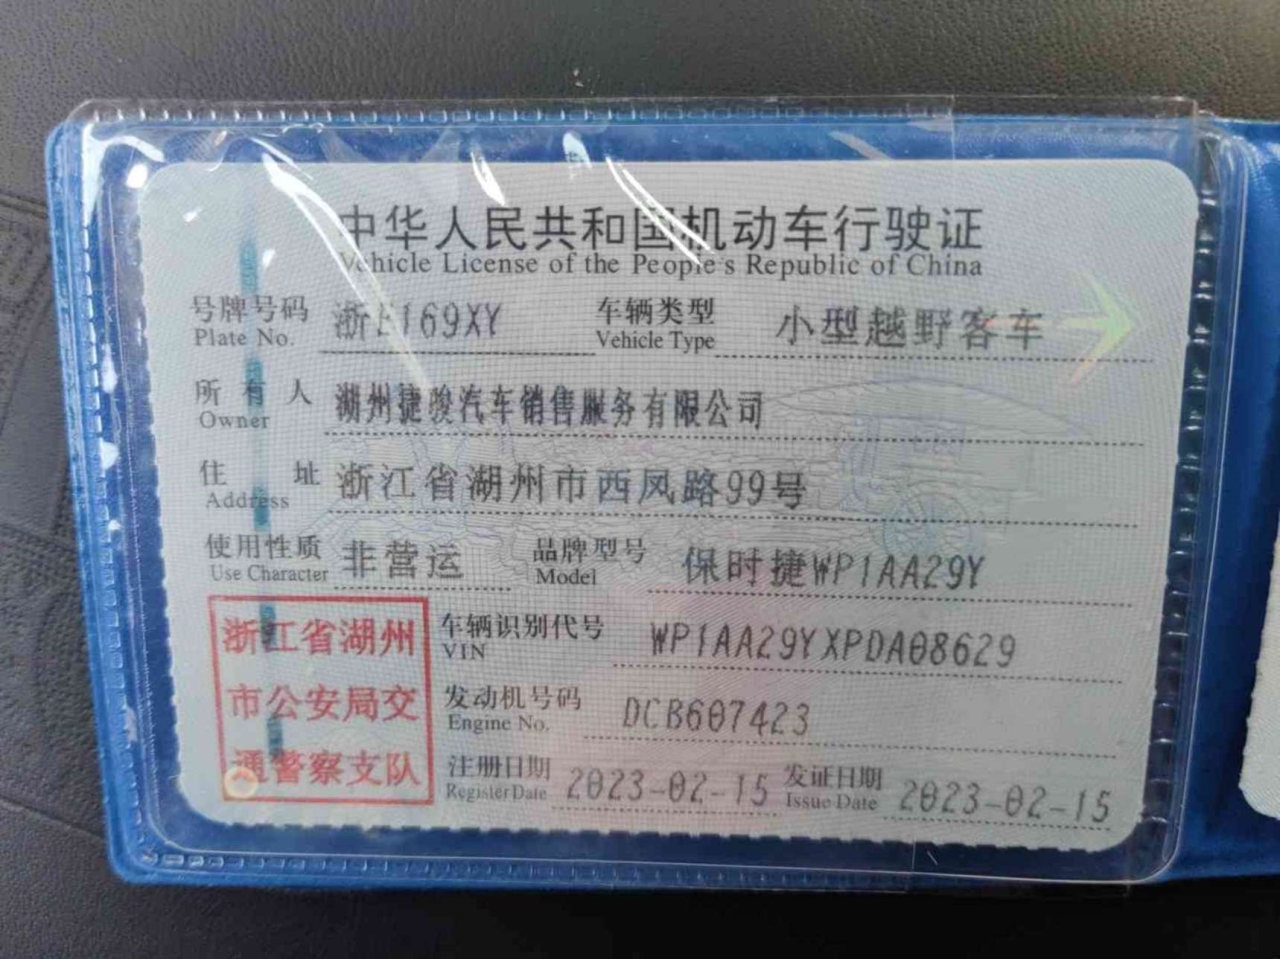 中华人民共和国机动车行驶证
Vehicle License of the People's Republic of China
号牌号码 浙E169XY 车辆类型 小型越野客车
Plate No. Vehicle Type
所有人 湖州捷骏汽车销售服务有限公司
Owner
住址 浙江省湖州市西凤路99号
Address
使用性质 非营运 品牌型号 保时捷WP1AA29Y
Use Character Model
浙江省湖州 车辆识别代号 WP1AA29YXPDA08629
VIN
市公安局交 发动机号码 DCB607423
Engine No.
通警察支队 注册日期 2023-02-15 发证日期 2023-02-15
Register Date Issue Date